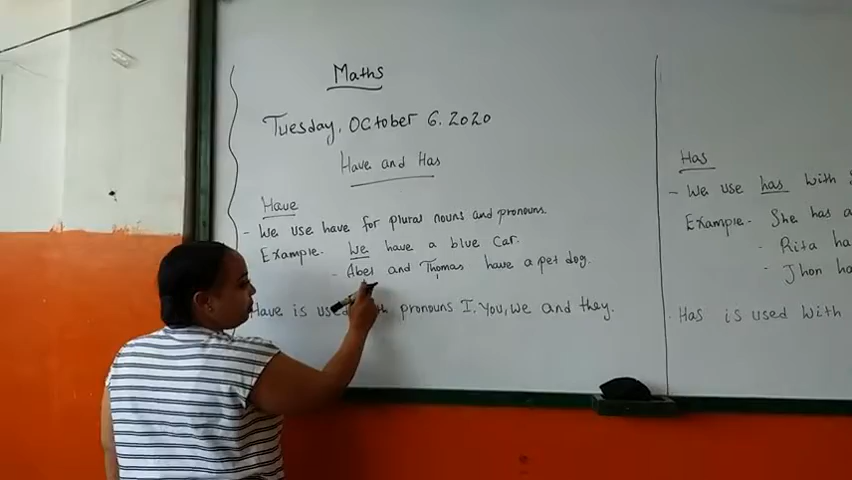 Maths
Tuesday, October 6. 2020
Have and Has
Have
- We use have for plural nouns and pronouns.
Example. We have a blue car.
- Abel and Thomas have a pet dog.
Have is used with pronouns I, You, we and they.
Has
- We use has with
Example. She has a
- Rita ha
- Jhon ha
Has is used with